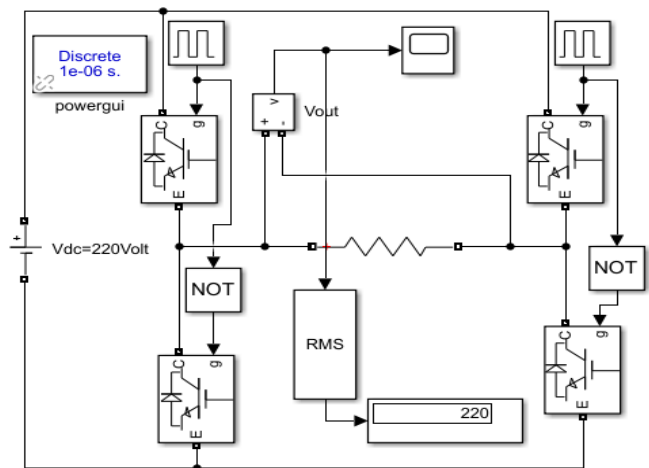 Discrete
1e-06 s.
powergui
v
+
-
Vout
C
g
E
C
g
E
+
Vdc=220Volt
NOT
NOT
RMS
C
g
E
C
g
E
220